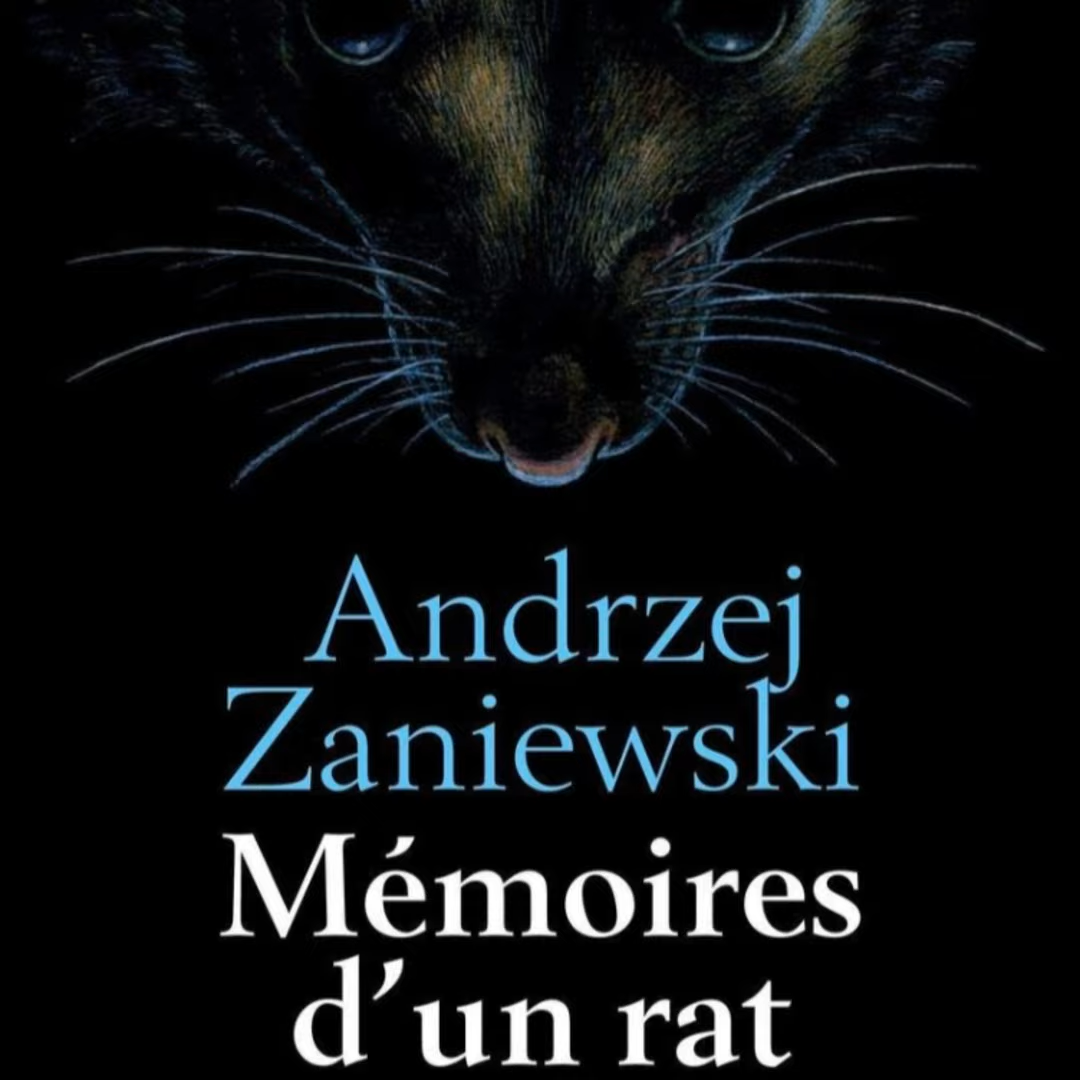 Andrzej
Zaniewski
Mémoires
d’un rat